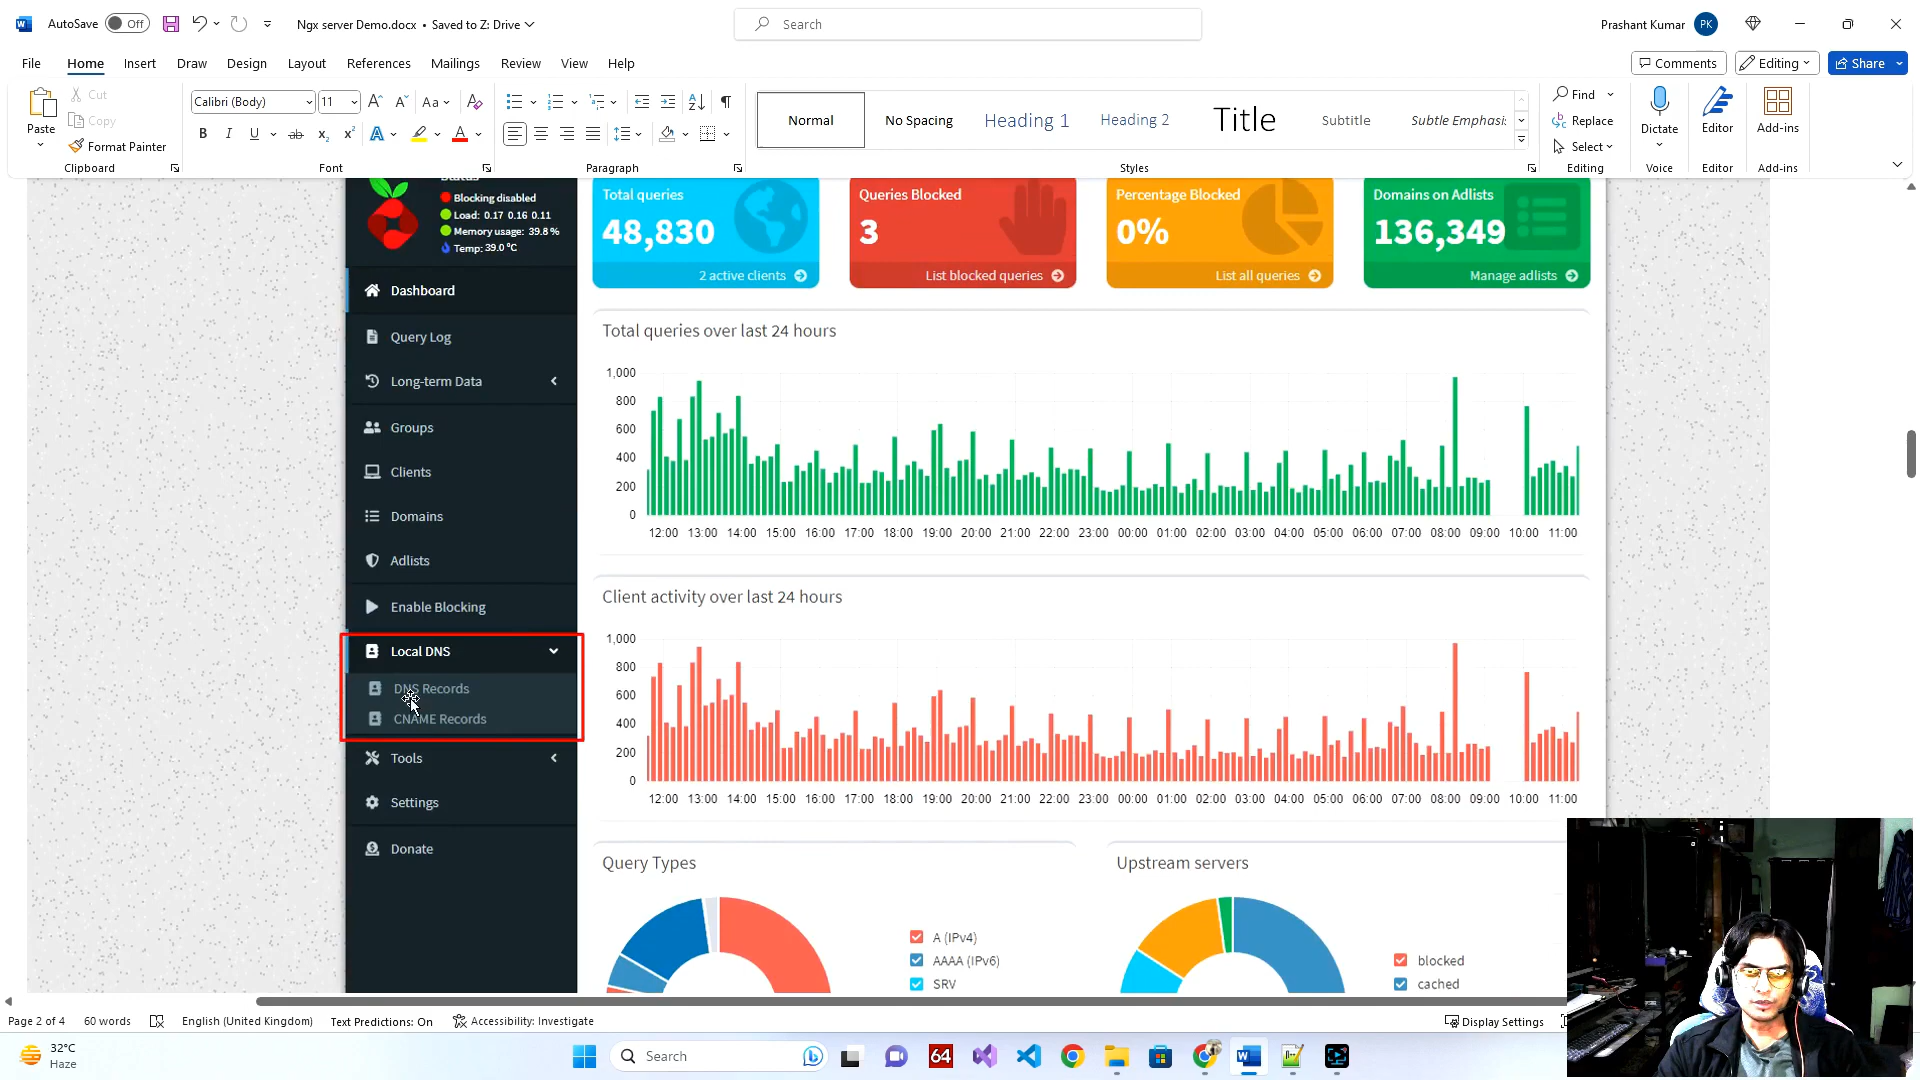 AutoSave Off Ngx server Demo.docx • Saved to Z: Drive Search Prashant Kumar PK
File Home Insert Draw Design Layout References Mailings Review View Help Comments Editing Share
Paste Cut Copy Format Painter Clipboard
Calibri (Body) 11 Aa
B I U ab x₂ x² A A Font
Paragraph
Normal No Spacing Heading 1 Heading 2 Title Subtitle Subtle Emphasi: Styles
Find Replace Select Editing
Dictate Voice
Editor Editor
Add-ins Add-ins
Status
Blocking disabled
Load: 0.17 0.16 0.11
Memory usage: 39.8 %
Temp: 39.0 °C
Dashboard
Query Log
Long-term Data
Groups
Clients
Domains
Adlists
Enable Blocking
Local DNS
DNS Records
CNAME Records
Tools
Settings
Donate
Total queries
48,830
2 active clients
Queries Blocked
3
List blocked queries
Percentage Blocked
0%
List all queries
Domains on Adlists
136,349
Manage adlists
Total queries over last 24 hours
1,000
800
600
400
200
0
12:00 13:00 14:00 15:00 16:00 17:00 18:00 19:00 20:00 21:00 22:00 23:00 00:00 01:00 02:00 03:00 04:00 05:00 06:00 07:00 08:00 09:00 10:00 11:00
Client activity over last 24 hours
1,000
800
600
400
200
0
12:00 13:00 14:00 15:00 16:00 17:00 18:00 19:00 20:00 21:00 22:00 23:00 00:00 01:00 02:00 03:00 04:00 05:00 06:00 07:00 08:00 09:00 10:00 11:00
Query Types
A (IPv4)
AAAA (IPv6)
SRV
Upstream servers
blocked
cached
Page 2 of 4 60 words English (United Kingdom) Text Predictions: On Accessibility: Investigate Display Settings
32°C
Haze
Search
64